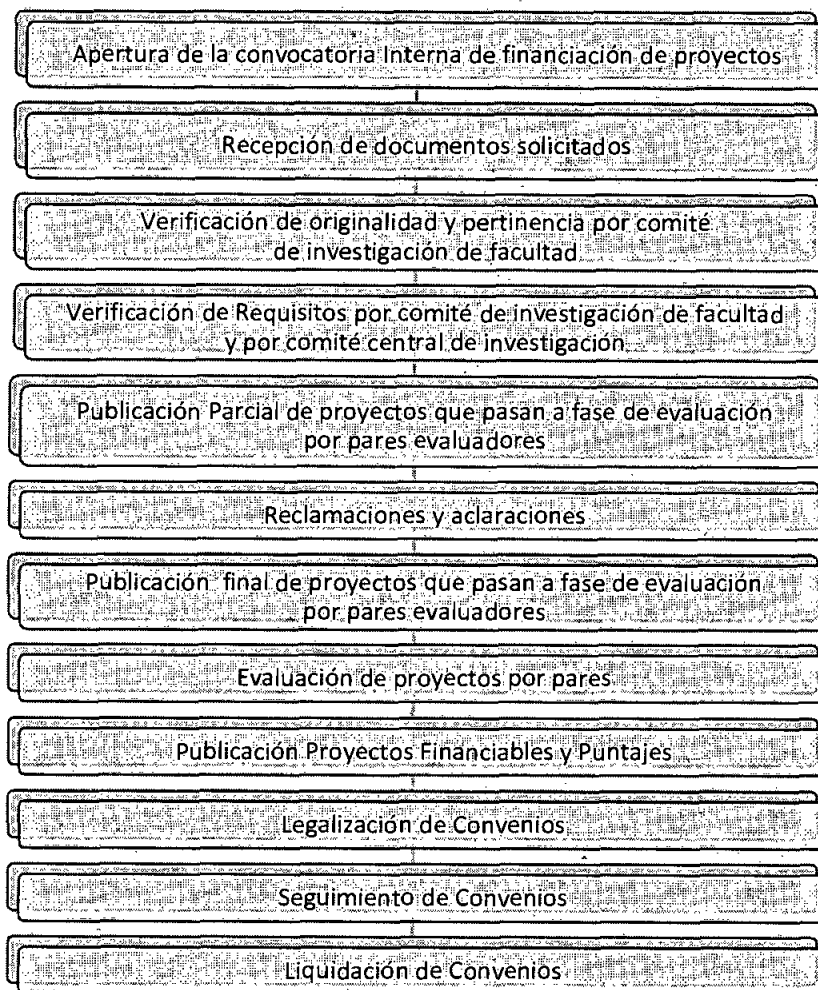 Apertura de la convocatoria Interna de financiación de proyectos
Recepción de documentos solicitados
Verificación de originalidad y pertinencia por comité
de investigación de facultad
Verificación de Requisitos por comité de investigación de facultad
y por comité central de investigación
Publicación Parcial de proyectos que pasan a fase de evaluación
por pares evaluadores
Reclamaciones y aclaraciones
Publicación final de proyectos que pasan a fase de evaluación
por pares evaluadores
Evaluación de proyectos por pares
Publicación Proyectos Financiables y Puntajes
Legalización de Convenios
Seguimiento de Convenios
Liquidación de Convenios